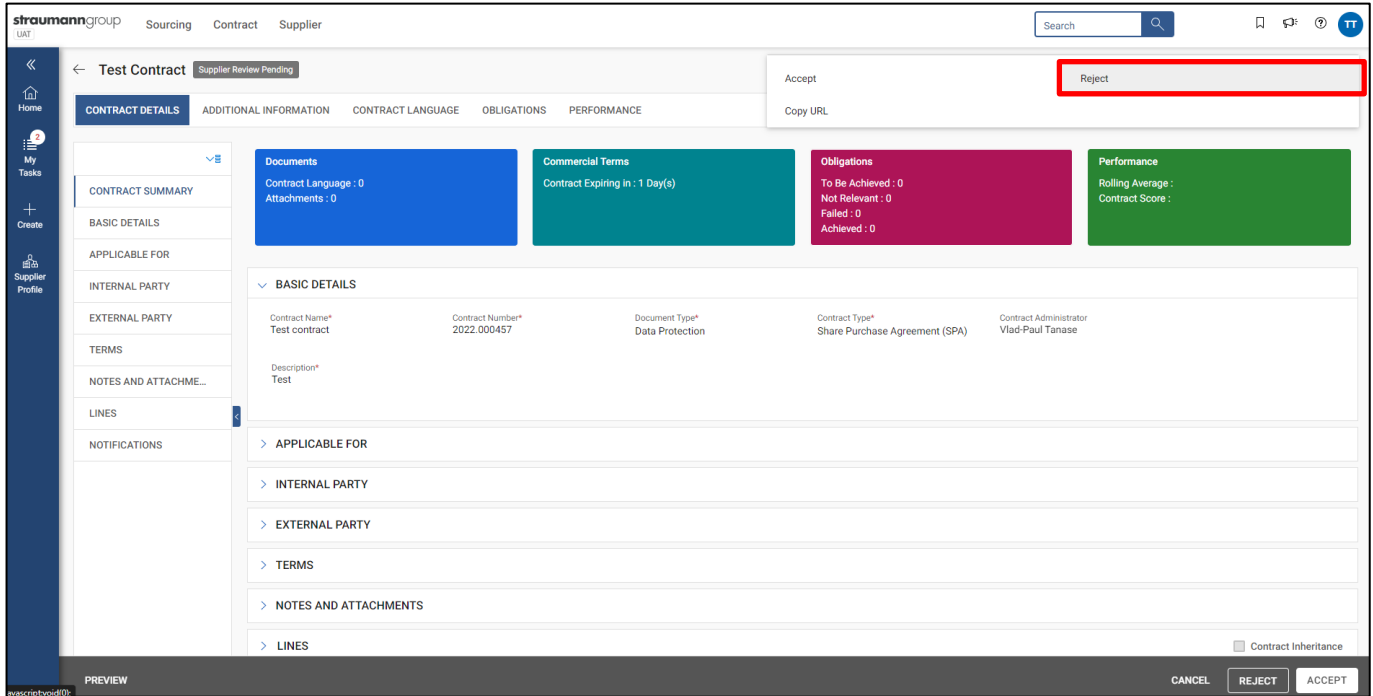 straumanngroup
UAT
Sourcing Contract Supplier
Search
TT
Home
2
My
Tasks
Create
Supplier
Profile
Test Contract Supplier Review Pending
Accept Reject
Copy URL
CONTRACT DETAILS ADDITIONAL INFORMATION CONTRACT LANGUAGE OBLIGATIONS PERFORMANCE
CONTRACT SUMMARY
BASIC DETAILS
APPLICABLE FOR
INTERNAL PARTY
EXTERNAL PARTY
TERMS
NOTES AND ATTACHME...
LINES
NOTIFICATIONS
Documents
Contract Language : 0
Attachments : 0
Commercial Terms
Contract Expiring in : 1 Day(s)
Obligations
To Be Achieved : 0
Not Relevant : 0
Failed : 0
Achieved : 0
Performance
Rolling Average :
Contract Score :
BASIC DETAILS
Contract Name* Contract Number* Document Type* Contract Type* Contract Administrator
Test contract 2022.000457 Data Protection Share Purchase Agreement (SPA) Vlad-Paul Tanase
Description*
Test
APPLICABLE FOR
INTERNAL PARTY
EXTERNAL PARTY
TERMS
NOTES AND ATTACHMENTS
LINES Contract Inheritance
PREVIEW CANCEL REJECT ACCEPT
avascript:void(0);